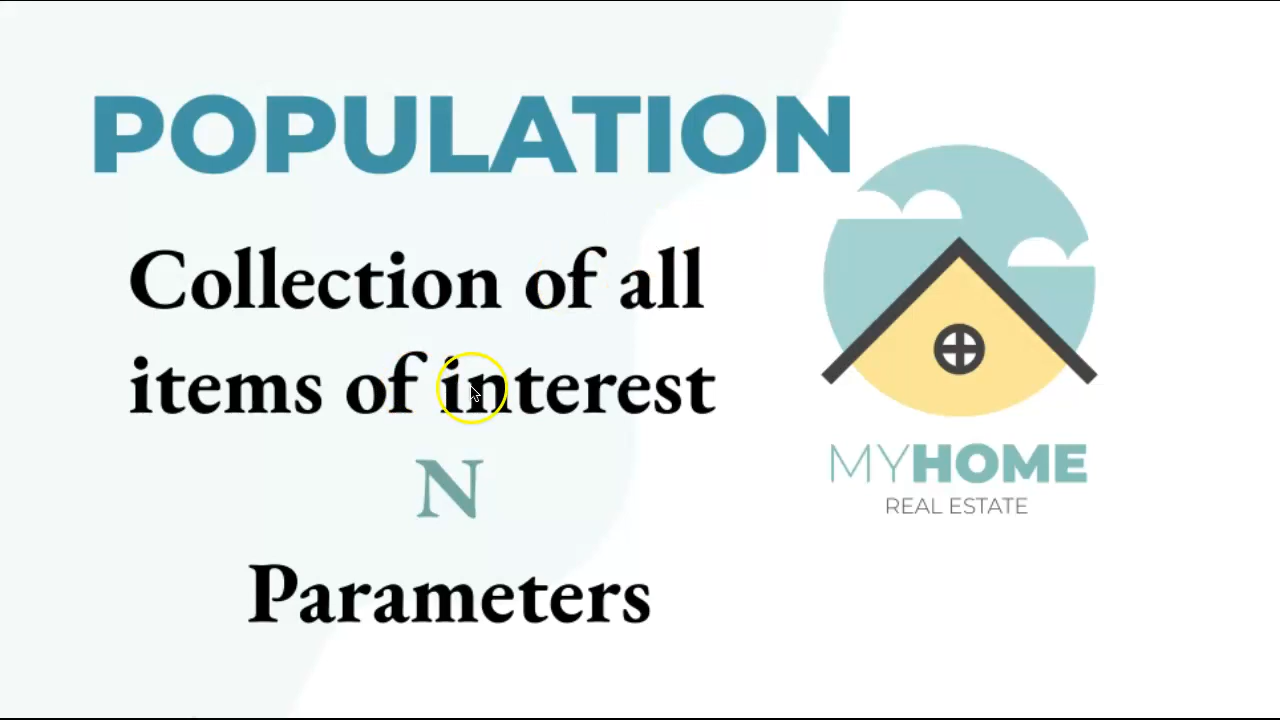 POPULATION
Collection of all
items of interest
N
Parameters
MYHOME
REAL ESTATE